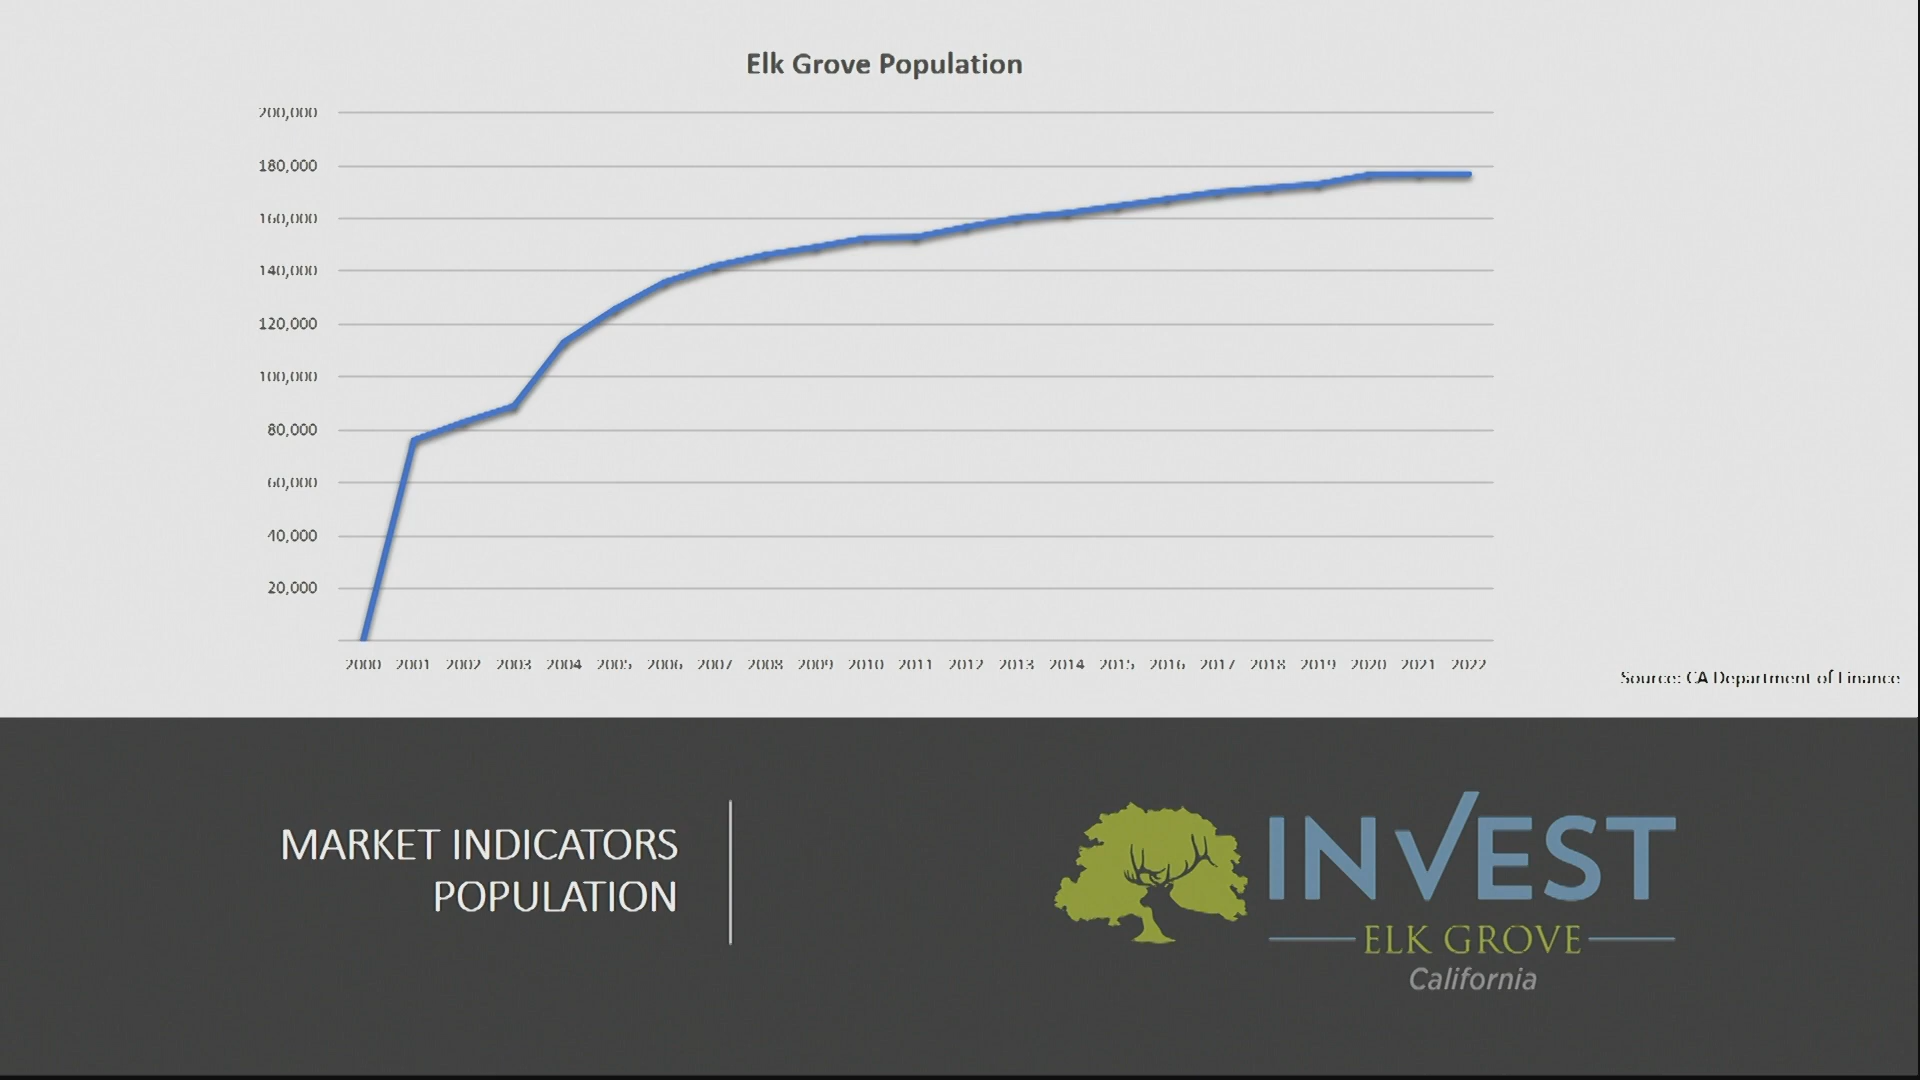 Elk Grove Population
200,000
180,000
160,000
140,000
120,000
100,000
80,000
60,000
40,000
20,000
2000 2001 2002 2003 2004 2005 2006 2007 2008 2009 2010 2011 2012 2013 2014 2015 2016 2017 2018 2019 2020 2021 2022
Source: CA Department of Finance
MARKET INDICATORS
POPULATION
INVEST
ELK GROVE
California